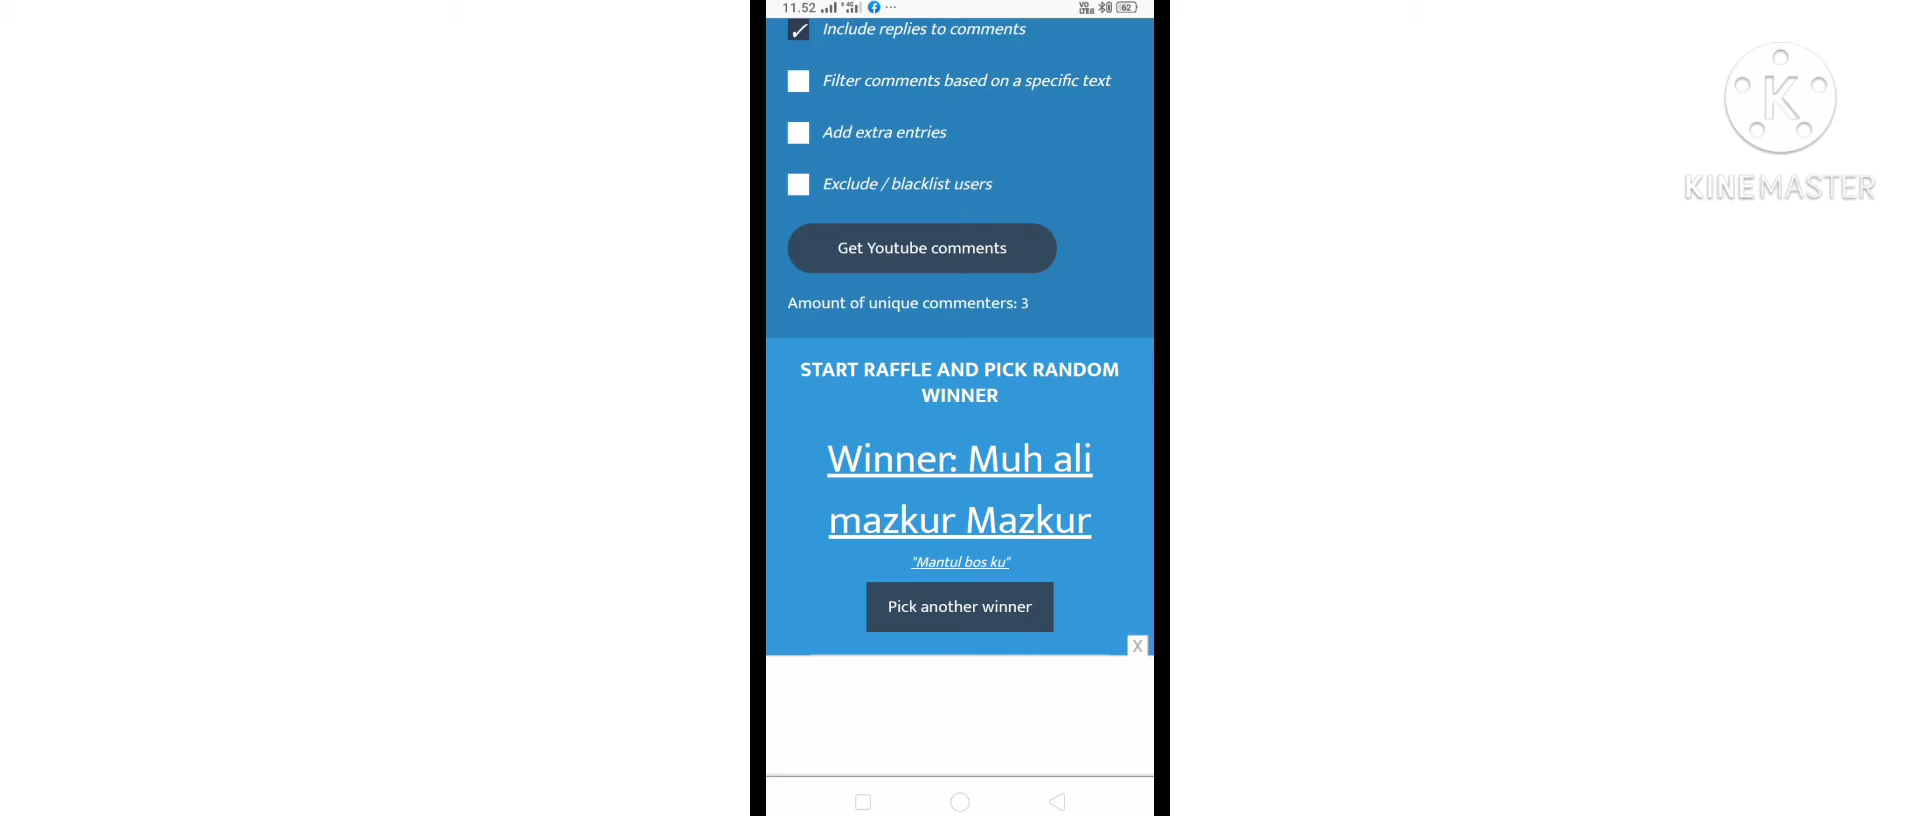 11.52
62
Include replies to comments
Filter comments based on a specific text
Add extra entries
Exclude / blacklist users
Get Youtube comments
Amount of unique commenters: 3
START RAFFLE AND PICK RANDOM
WINNER
Winner: Muh ali
mazkur Mazkur
"Mantul bos ku"
Pick another winner
X
K
KINEMASTER